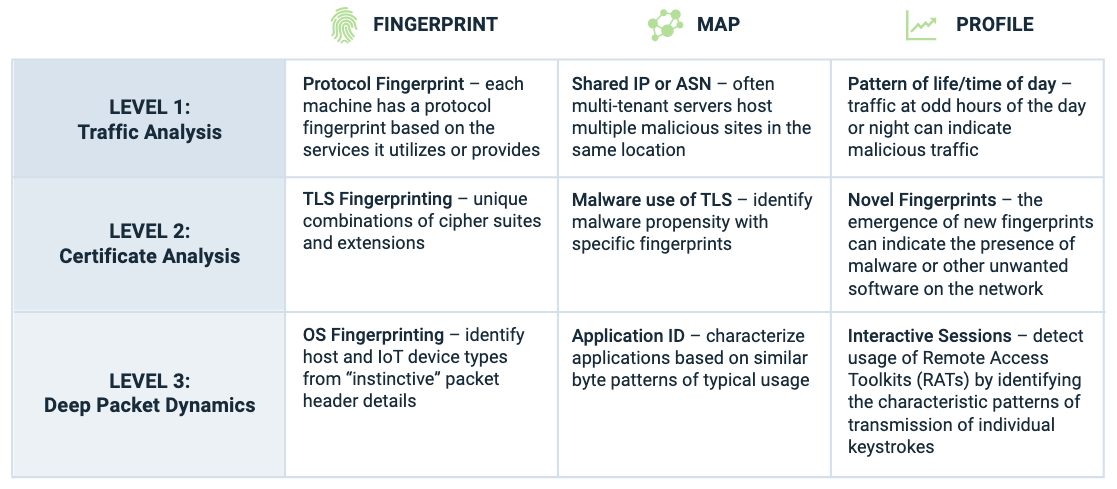 FINGERPRINT
MAP
PROFILE
LEVEL 1:
Traffic Analysis
Protocol Fingerprint – each
machine has a protocol
fingerprint based on the
services it utilizes or provides
Shared IP or ASN – often
multi-tenant servers host
multiple malicious sites in the
same location
Pattern of life/time of day –
traffic at odd hours of the day
or night can indicate
malicious traffic
LEVEL 2:
Certificate Analysis
TLS Fingerprinting – unique
combinations of cipher suites
and extensions
Malware use of TLS – identify
malware propensity with
specific fingerprints
Novel Fingerprints – the
emergence of new fingerprints
can indicate the presence of
malware or other unwanted
software on the network
LEVEL 3:
Deep Packet Dynamics
OS Fingerprinting – identify
host and IoT device types
from “instinctive” packet
header details
Application ID – characterize
applications based on similar
byte patterns of typical usage
Interactive Sessions – detect
usage of Remote Access
Toolkits (RATs) by identifying
the characteristic patterns of
transmission of individual
keystrokes